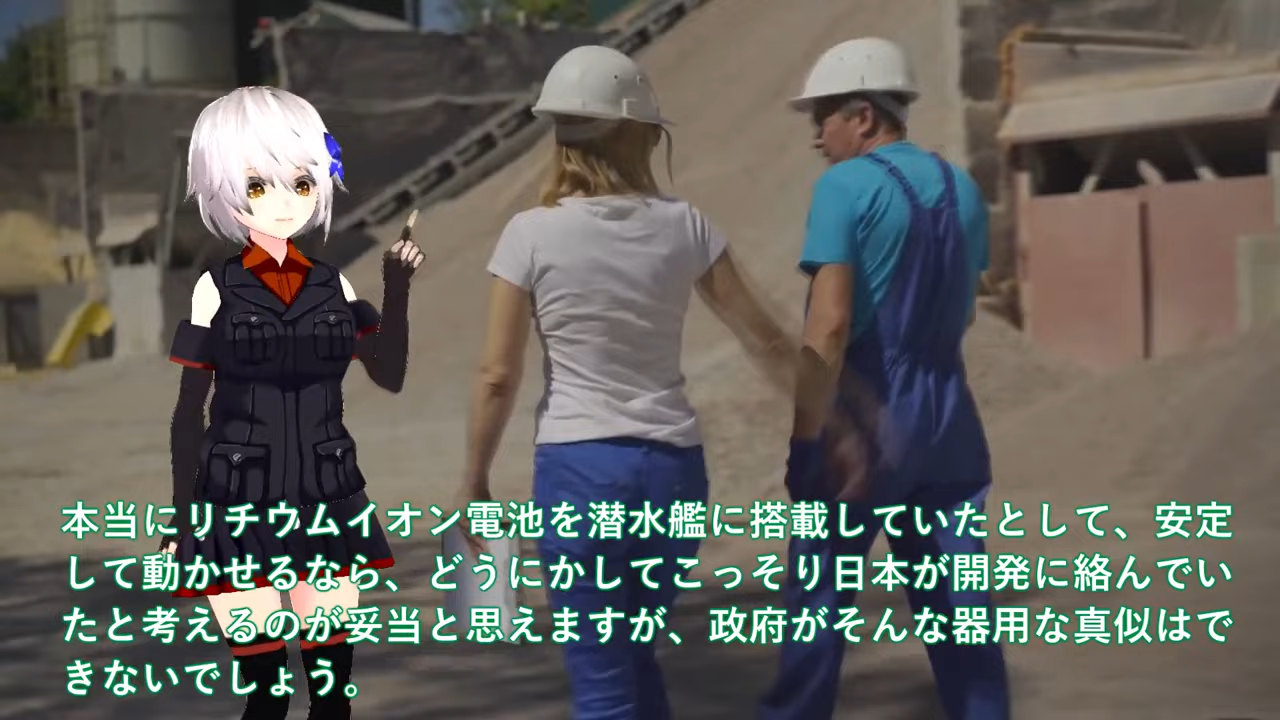 本当にリチウムイオン電池を潜水艦に搭載していたとして、安定
して動かせるなら、どうにかしてこっそり日本が開発に絡んでい
たと考えるのが妥当と思えますが、政府がそんな器用な真似はで
きないでしょう。